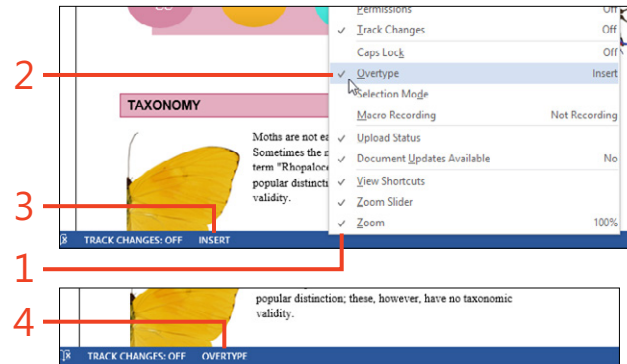 Permissions Off
Track Changes Off
Caps Lock Off
2
Overtype Insert
Selection Mode
TAXONOMY
Macro Recording Not Recording
Moths are not ea
Upload Status
Sometimes the n
term "Rhopaloce
Document Updates Available No
popular distincti
View Shortcuts
validity.
Zoom Slider
3
Zoom 100%
TRACK CHANGES: OFF INSERT
1
popular distinction; these, however, have no taxonomic
validity.
4
TRACK CHANGES: OFF OVERTYPE